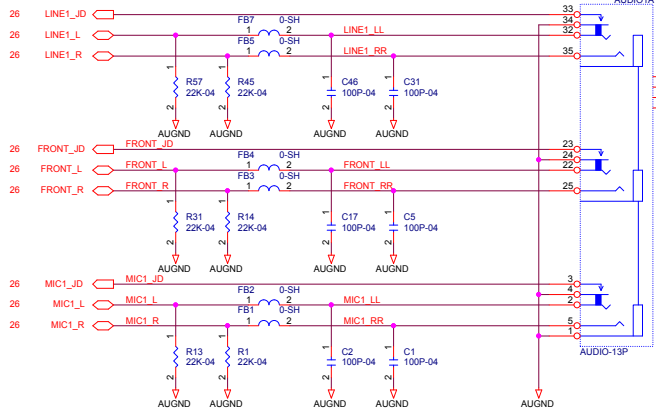 AUDIO1A
26 LINE1_JD 33
34
FB7 0-SH
26 LINE1_L 1 2 LINE1_LL 32
FB5 0-SH
26 LINE1_R 1 2 LINE1_RR 35
1 1 1 1
R57 R45 C46 C31
22K-04 22K-04 100P-04 100P-04
2 2 2 2
AUGND AUGND AUGND AUGND
26 FRONT_JD FRONT_JD 23
24
FB4 0-SH
26 FRONT_L FRONT_L 1 2 FRONT_LL 22
FB3 0-SH
26 FRONT_R FRONT_R 1 2 FRONT_RR 25
1 1 1 1
R31 R14 C17 C5
22K-04 22K-04 100P-04 100P-04
2 2 2 2
AUGND AUGND AUGND AUGND
26 MIC1_JD MIC1_JD 3
4
FB2 0-SH
26 MIC1_L MIC1_L 1 2 MIC1_LL 2
FB1 0-SH
26 MIC1_R MIC1_R 1 2 MIC1_RR 5
1
1 1 1 1
R13 R1 C2 C1
22K-04 22K-04 100P-04 100P-04
AUDIO-13P
2 2 2 2
AUGND AUGND AUGND AUGND AUGND